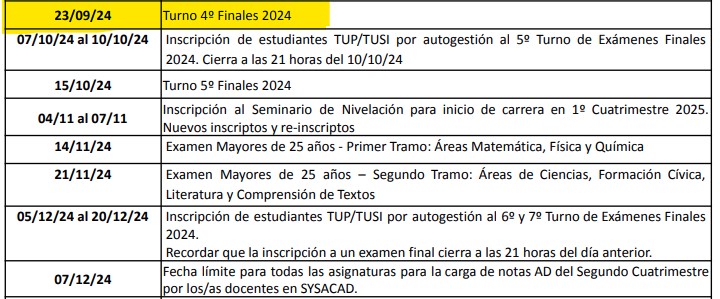 23/09/24 Turno 4º Finales 2024
07/10/24 al 10/10/24 Inscripción de estudiantes TUP/TUSI por autogestión al 5º Turno de Exámenes Finales
2024. Cierra a las 21 horas del 10/10/24
15/10/24 Turno 5º Finales 2024
04/11 al 07/11 Inscripción al Seminario de Nivelación para inicio de carrera en 1º Cuatrimestre 2025.
Nuevos inscriptos y re-inscriptos
14/11/24 Examen Mayores de 25 años - Primer Tramo: Áreas Matemática, Física y Química
21/11/24 Examen Mayores de 25 años – Segundo Tramo: Áreas de Ciencias, Formación Cívica,
Literatura y Comprensión de Textos
05/12/24 al 20/12/24 Inscripción de estudiantes TUP/TUSI por autogestión al 6º y 7º Turno de Exámenes Finales
2024.
Recordar que la inscripción a un examen final cierra a las 21 horas del día anterior.
07/12/24 Fecha límite para todas las asignaturas para la carga de notas AD del Segundo Cuatrimestre
por los/as docentes en SYSACAD.